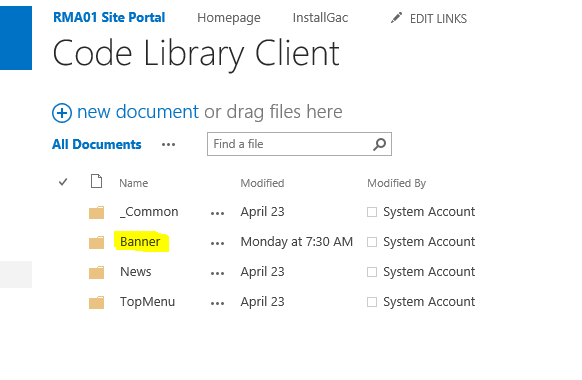 RMA01 Site Portal Homepage InstallGac EDIT LINKS
Code Library Client
new document or drag files here
All Documents ••• Find a file
Name Modified Modified By
_Common ••• April 23 System Account
Banner ••• Monday at 7:30 AM System Account
News ••• April 23 System Account
TopMenu ••• April 23 System Account